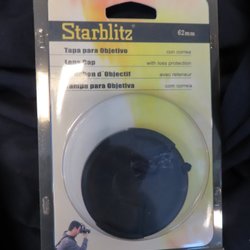 Starblitz
62mm
Tapa para Objetivo con correa
Lens Cap with loss protection
d'Objectif avec reteneur
Tampa para Objetiva com correia